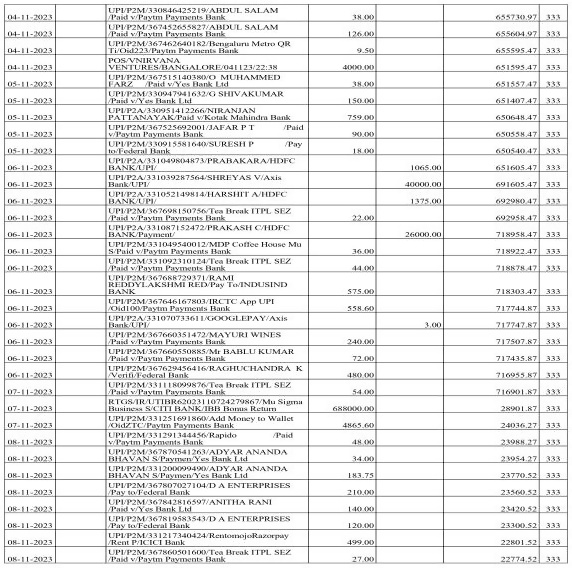 UPI/P2M/330846425219/ABDUL SALAM
04-11-2023 /Paid v/Paytm Payments Bank 38.00 655730.97 333
UPI/P2M/367452655827/ABDUL SALAM
04-11-2023 /Paid v/Paytm Payments Bank 126.00 655604.97 333
UPI/P2M/367462640182/Bengaluru Metro QR
04-11-2023 Ti/Oid223/Paytm Payments Bank 9.50 655595.47 333
POS/VNIRVANA
04-11-2023 VENTURES/BANGALORE/041123/22:38 4000.00 651595.47 333
UPI/P2M/367515140380/O MUHAMMED
05-11-2023 FARZ /Paid v/Yes Bank Ltd 38.00 651557.47 333
UPI/P2M/330947941632/G SHIVAKUMAR
05-11-2023 /Paid v/Yes Bank Ltd 150.00 651407.47 333
UPI/P2A/330951412266/NIRANJAN
05-11-2023 PATTANAYAK/Paid v/Kotak Mahindra Bank 759.00 650648.47 333
UPI/P2M/367525692001/JAFAR P T /Paid
05-11-2023 v/Paytm Payments Bank 90.00 650558.47 333
UPI/P2M/330915581640/SURESH P /Pay
05-11-2023 to/Federal Bank 18.00 650540.47 333
UPI/P2A/331049804873/PRABAKARA/HDFC
06-11-2023 BANK/UPI/ 1065.00 651605.47 333
UPI/P2A/331039287564/SHREYAS V/Axis
06-11-2023 Bank/UPI/ 40000.00 691605.47 333
UPI/P2A/331052149814/HARSHIT A/HDFC
06-11-2023 BANK/UPI/ 1375.00 692980.47 333
UPI/P2M/367698150756/Tea Break ITPL SEZ
06-11-2023 /Paid v/Paytm Payments Bank 22.00 692958.47 333
UPI/P2A/331087152472/PRAKASH C/HDFC
06-11-2023 BANK/Payment/ 26000.00 718958.47 333
UPI/P2M/331049540012/MDP Coffee House Mu
06-11-2023 S/Paid v/Paytm Payments Bank 36.00 718922.47 333
UPI/P2M/331092310124/Tea Break ITPL SEZ
06-11-2023 /Paid v/Paytm Payments Bank 44.00 718878.47 333
UPI/P2M/367688729371/RAMI
REDDYLAKSHMI RED/Pay To/INDUSIND
06-11-2023 BANK 575.00 718303.47 333
UPI/P2M/367646167803/IRCTC App UPI
06-11-2023 /Oid100/Paytm Payments Bank 558.60 717744.87 333
UPI/P2A/331070733611/GOOGLEPAY/Axis
06-11-2023 Bank/UPI/ 3.00 717747.87 333
UPI/P2M/367660351472/MAYURI WINES
06-11-2023 /Paid v/Paytm Payments Bank 240.00 717507.87 333
UPI/P2M/367660550885/Mr BABLU KUMAR
06-11-2023 /Paid v/Paytm Payments Bank 72.00 717435.87 333
UPI/P2M/367629456416/RAGHUCHANDRA K
06-11-2023 /Verifi/Federal Bank 480.00 716955.87 333
UPI/P2M/331118099876/Tea Break ITPL SEZ
07-11-2023 /Paid v/Paytm Payments Bank 54.00 716901.87 333
RTGS/IR/UTIBR62023110724279867/Mu Sigma
07-11-2023 Business S/CITI BANK/IBB Bonus Return 688000.00 28901.87 333
UPI/P2M/331251691860/Add Money to Wallet
07-11-2023 /OidZTC/Paytm Payments Bank 4865.60 24036.27 333
UPI/P2M/331291344456/Rapido /Paid
08-11-2023 v/Paytm Payments Bank 48.00 23988.27 333
UPI/P2M/367870541263/ADYAR ANANDA
08-11-2023 BHAVAN S/Paymen/Yes Bank Ltd 34.00 23954.27 333
UPI/P2M/331200099490/ADYAR ANANDA
08-11-2023 BHAVAN S/Paymen/Yes Bank Ltd 183.75 23770.52 333
UPI/P2M/367807027104/D A ENTERPRISES
08-11-2023 /Pay to/Federal Bank 210.00 23560.52 333
UPI/P2M/367842816597/ANITHA RANI
08-11-2023 /Paid v/Yes Bank Ltd 140.00 23420.52 333
UPI/P2M/367819583543/D A ENTERPRISES
08-11-2023 /Pay to/Federal Bank 120.00 23300.52 333
UPI/P2M/331217340424/RentomojoRazorpay
08-11-2023 /Rent P/ICICI Bank 499.00 22801.52 333
UPI/P2M/367860501600/Tea Break ITPL SEZ
08-11-2023 /Paid v/Paytm Payments Bank 27.00 22774.52 333